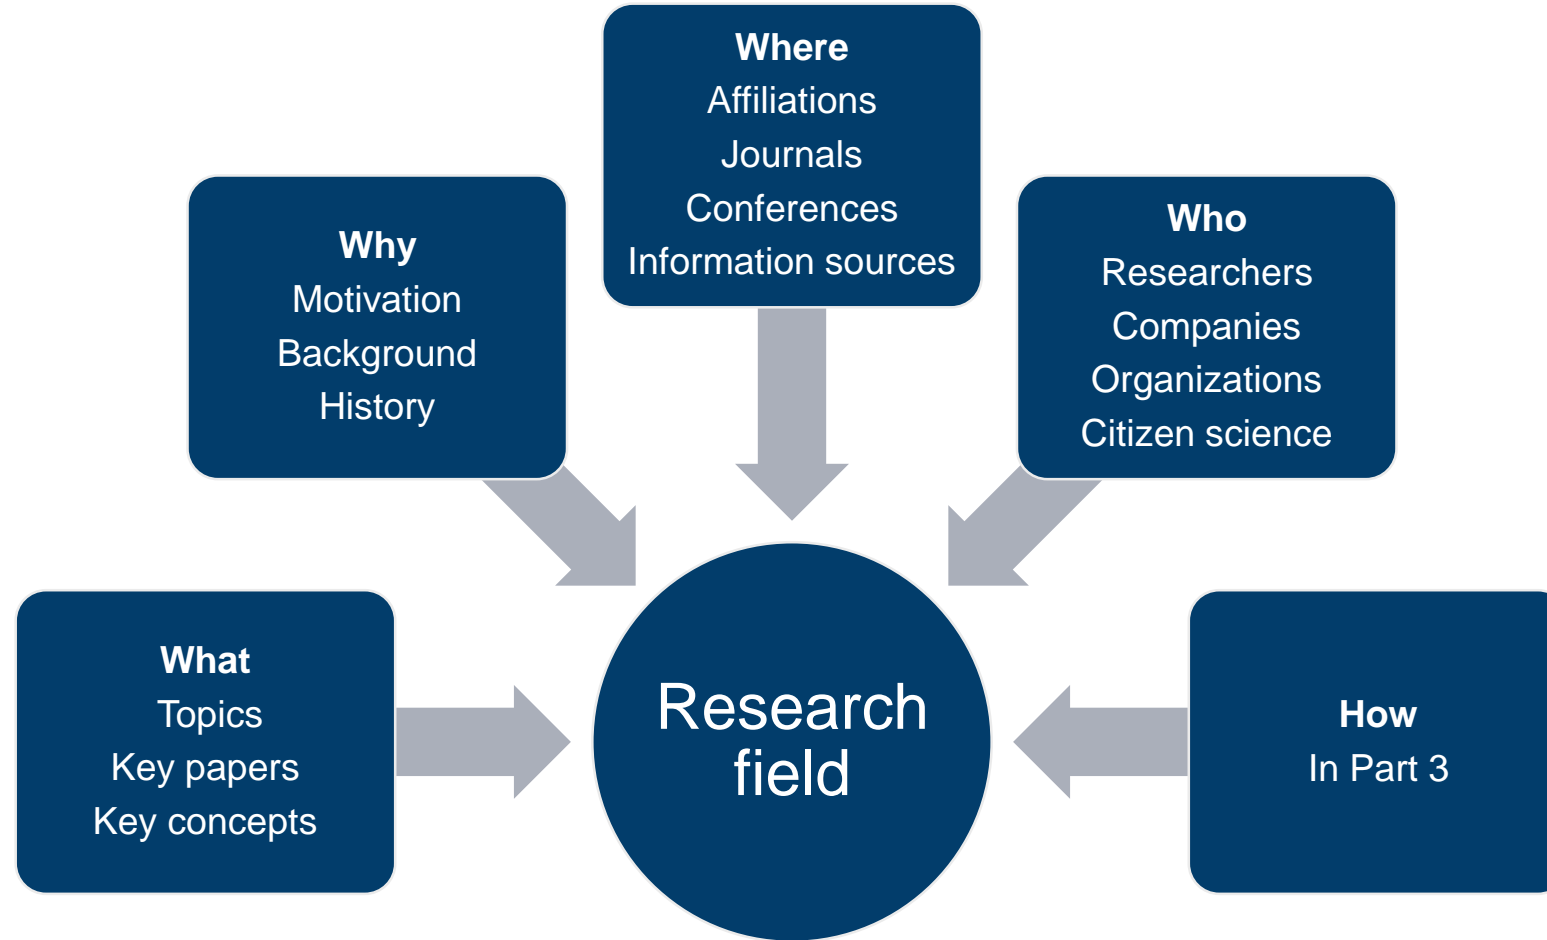 Where
Affiliations
Journals
Conferences
Information sources
Why
Motivation
Background
History
Who
Researchers
Companies
Organizations
Citizen science
What
Topics
Key papers
Key concepts
Research
field
How
In Part 3